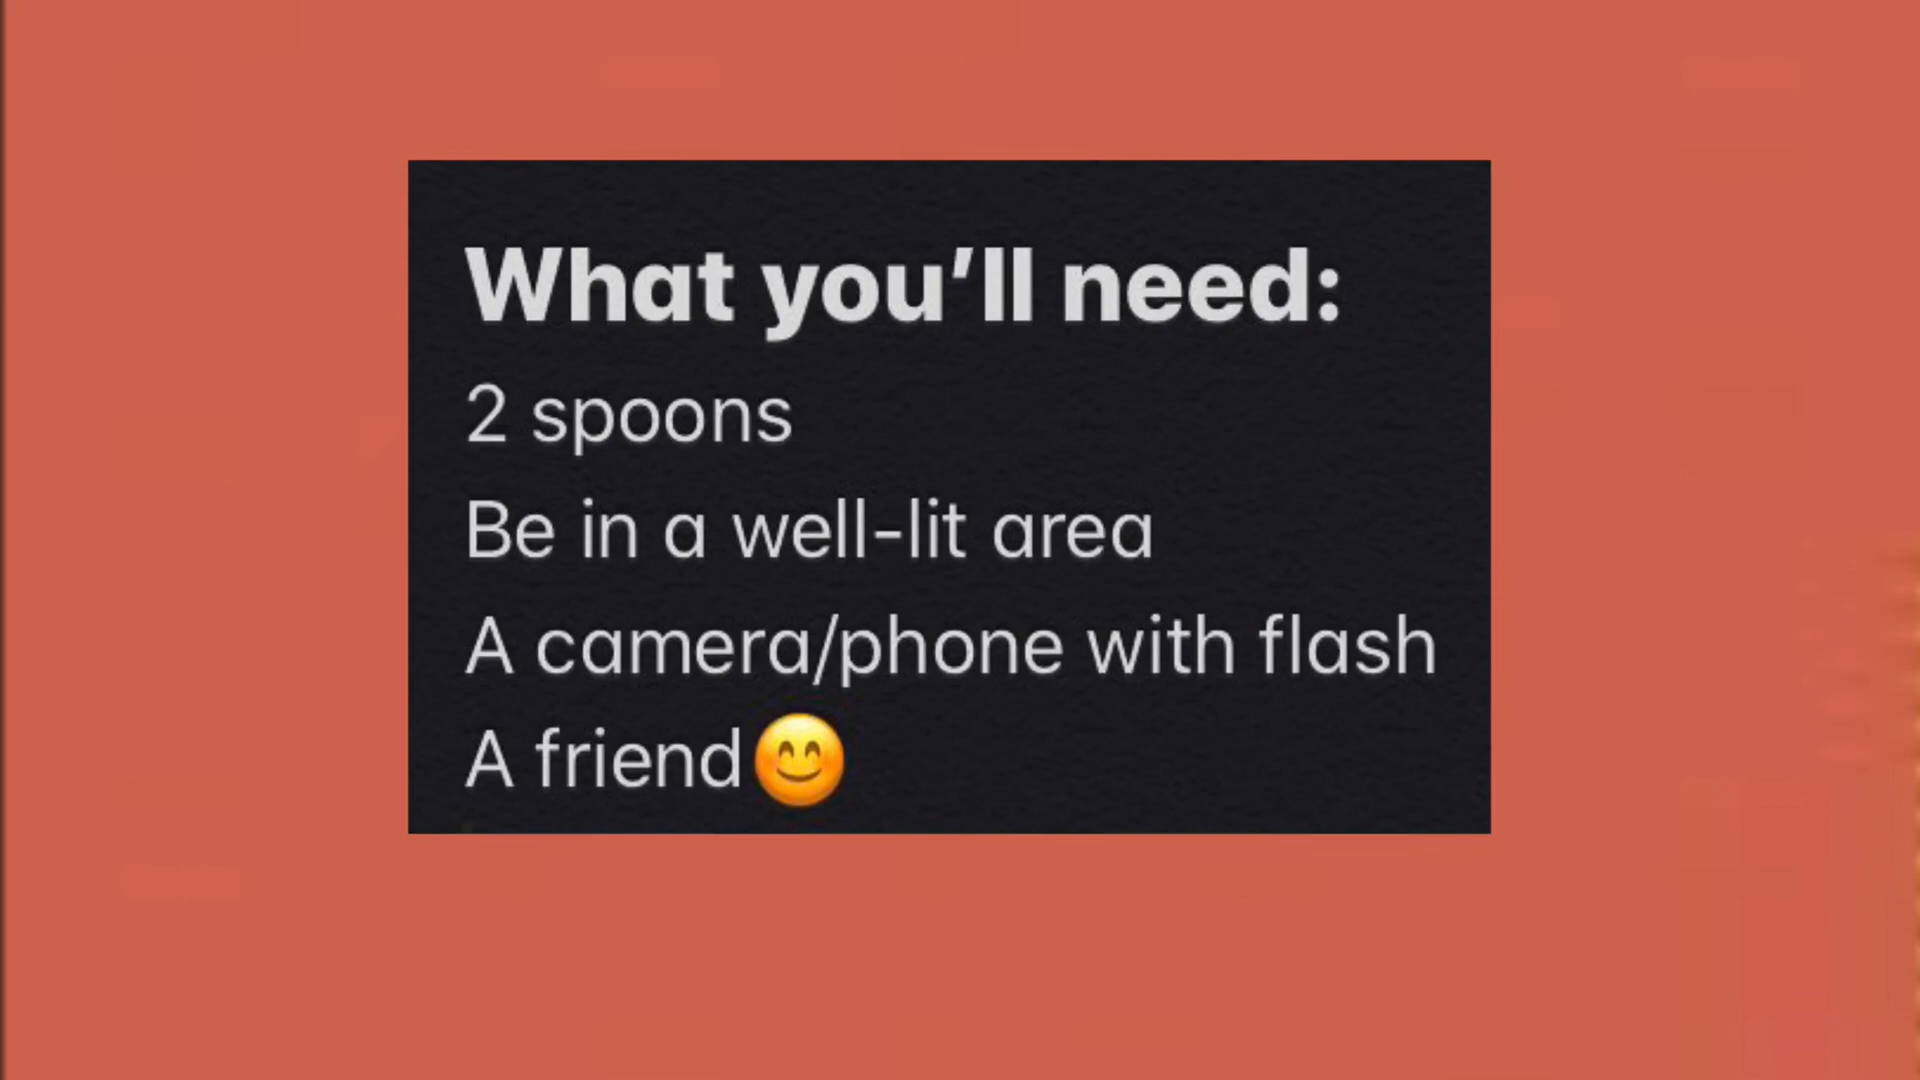 What you’ll need:
2 spoons
Be in a well-lit area
A camera/phone with flash
A friend😊